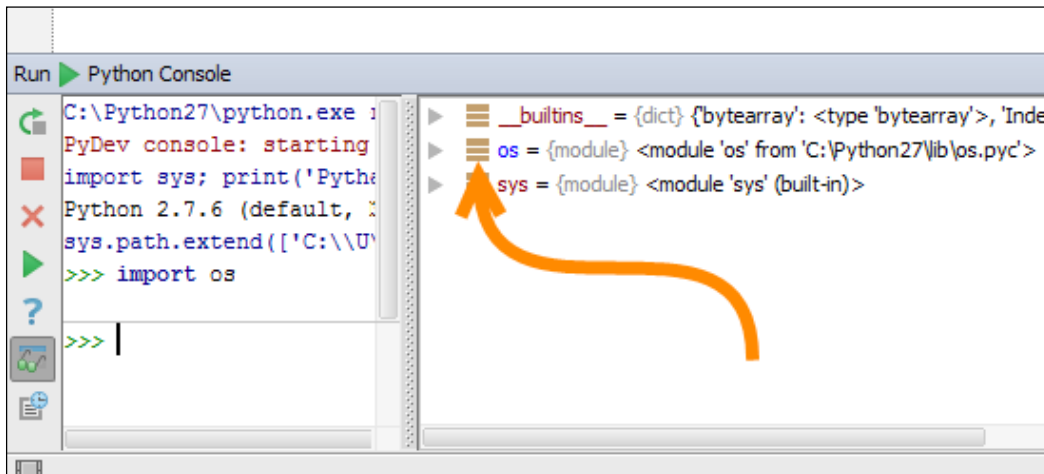 Run Python Console
C:\Python27\python.exe
PyDev console: starting
import sys; print('Pyth
Python 2.7.6 (default,
sys.path.extend(['C:\\U
>>> import os
>>>
__builtins__ = {dict} {'bytearray': <type 'bytearray'>, 'Inde
os = {module} <module 'os' from 'C:\Python27\lib\os.pyc'>
sys = {module} <module 'sys' (built-in)>